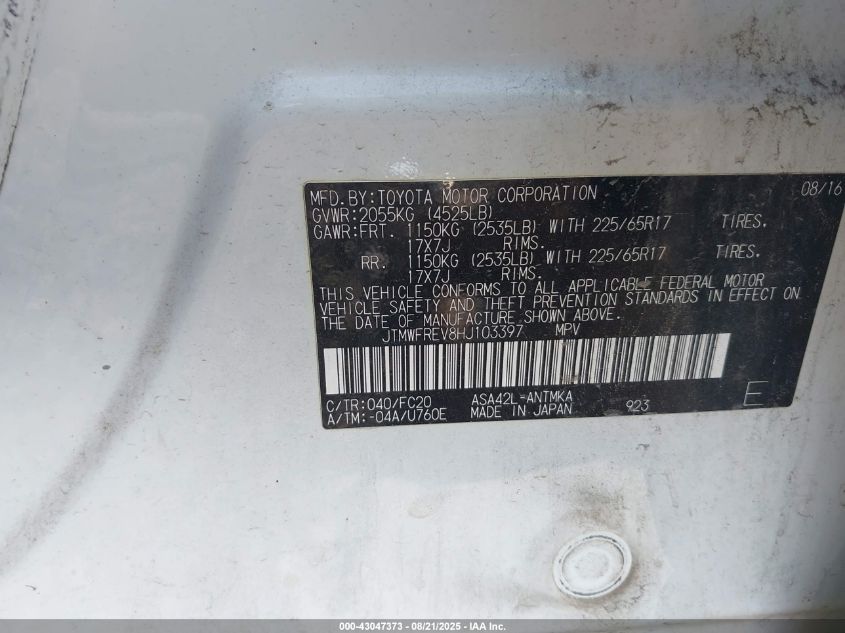 MFD. BY: TOYOTA MOTOR CORPORATION 08/16
GVWR: 2055KG (4525LB)
GAWR: FRT. 1150KG (2535LB) WITH 225/65R17 TIRES.
17X7J RIMS.
RR. 1150KG (2535LB) WITH 225/65R17 TIRES.
17X7J RIMS.
THIS VEHICLE CONFORMS TO ALL APPLICABLE FEDERAL MOTOR
VEHICLE SAFETY AND THEFT PREVENTION STANDARDS IN EFFECT ON
THE DATE OF MANUFACTURE SHOWN ABOVE.
JTMWFREV8HJ103397 MPV
C/TR: 040/FC20 ASA42L-ANTMKA
A/TM: -04A/U760E MADE IN JAPAN 923 E
000-43047373 - 08/21/2025 - IAA Inc.